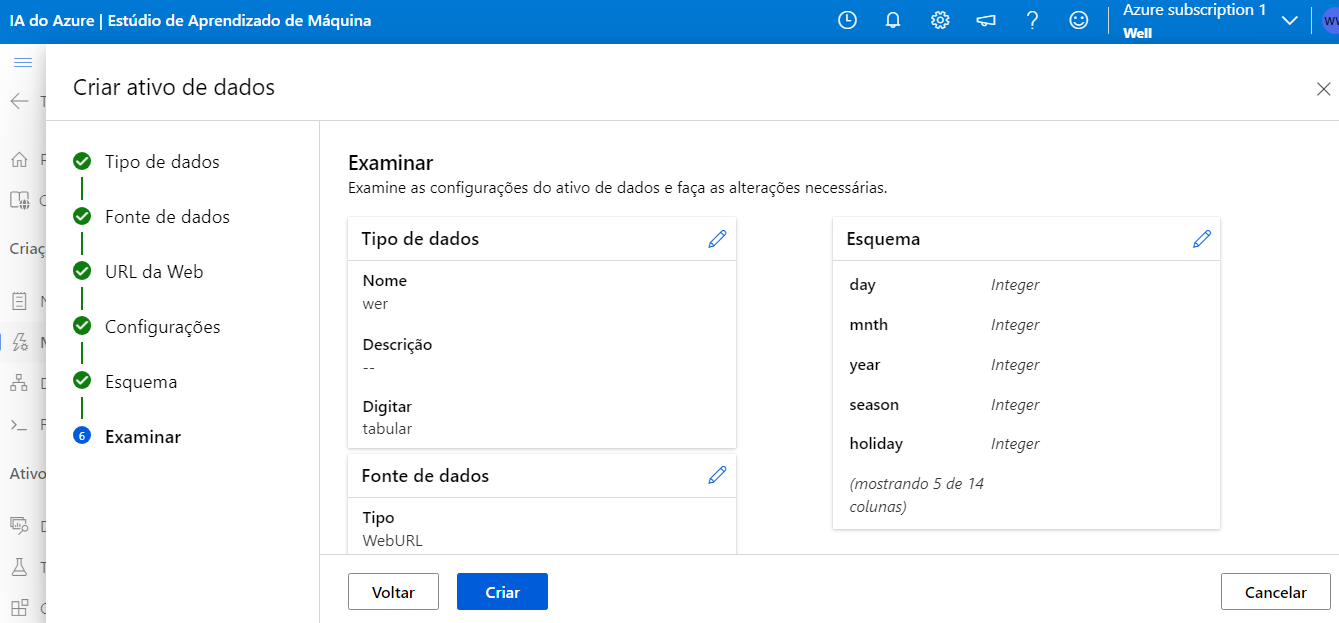 IA do Azure | Estúdio de Aprendizado de Máquina
Azure subscription 1
Well
Criar ativo de dados
Criaç
Ativo
Tipo de dados
Fonte de dados
URL da Web
Configurações
Esquema
6 Examinar
Examinar
Examine as configurações do ativo de dados e faça as alterações necessárias.
Tipo de dados
Nome
wer
Descrição
--
Digitar
tabular
Fonte de dados
Tipo
WebURL
Esquema
day Integer
mnth Integer
year Integer
season Integer
holiday Integer
(mostrando 5 de 14
colunas)
Voltar
Criar
Cancelar